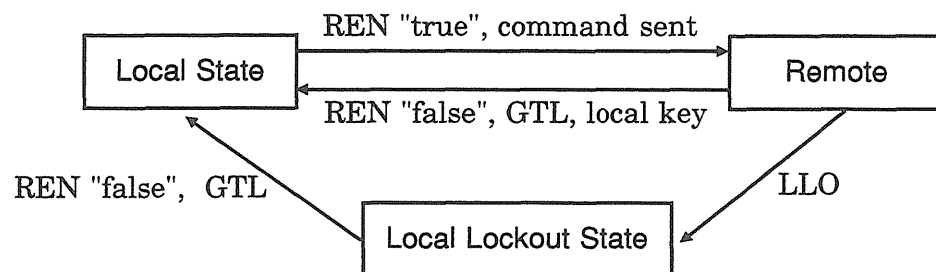 REN "true", command sent
Local State
Remote
REN "false", GTL, local key
REN "false", GTL
LLO
Local Lockout State